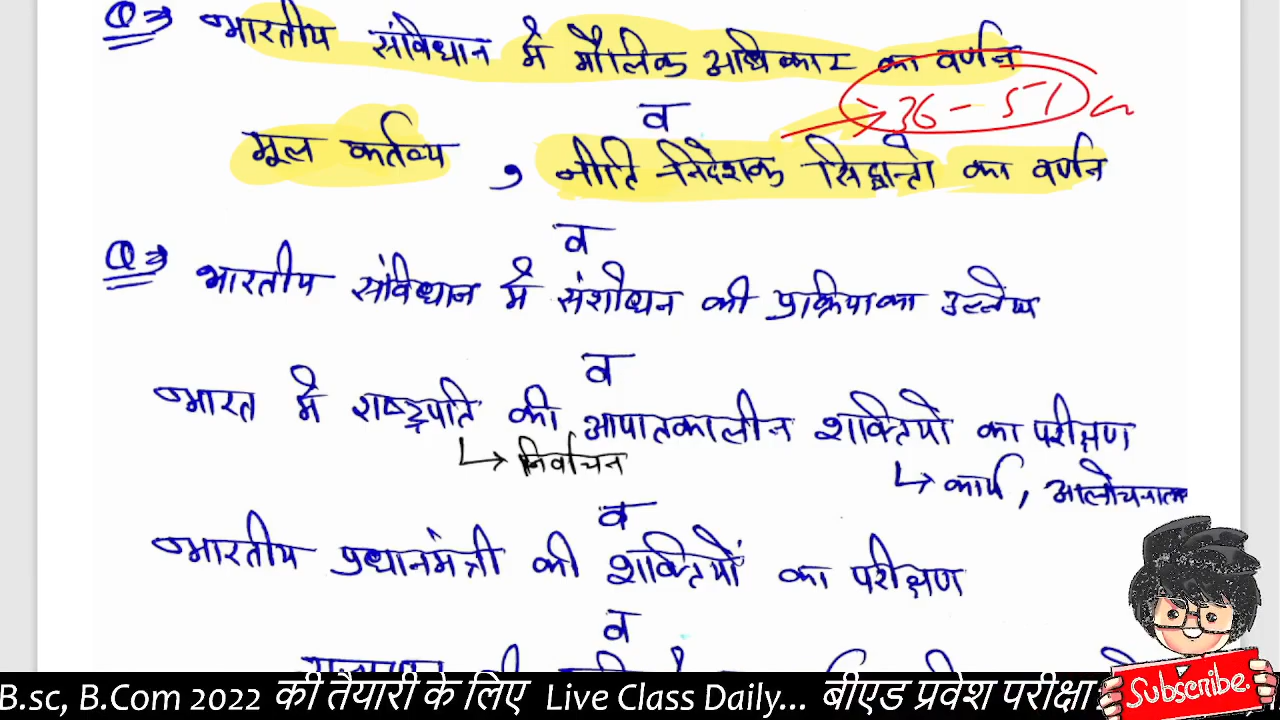 Q⇒ भारतीय संविधान में मौलिक अधिकार का वर्णन
36 - 51
व
मूल कर्तव्य , नीति निदेशक सिद्धान्तो का वर्णन
व
Q⇒ भारतीय संविधान में संशोधन की प्रक्रिया का उल्लेख
व
भारत में राष्ट्रपति की आपातकालीन शक्तियों का परीक्षण
↳ निर्वाचन
↳ कार्य, आलोचनात्मक
व
भारतीय प्रधानमंत्री की शक्तियों का परीक्षण
व
B.sc, B.Com 2022 की तैयारी के लिए Live Class Daily... बीएड प्रवेश परीक्षा
Subscribe.